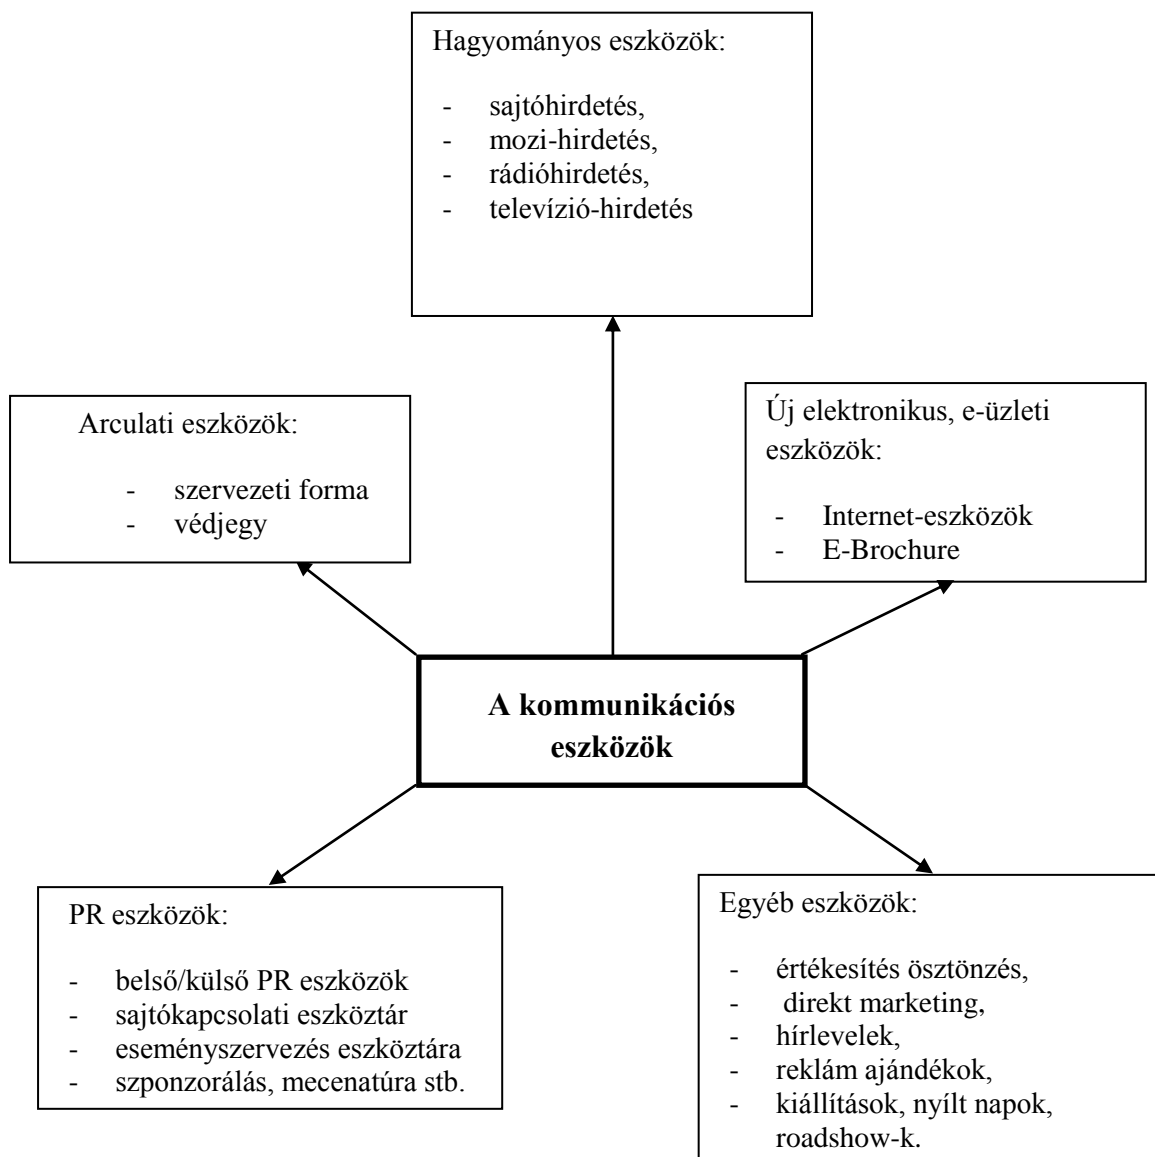 Hagyományos eszközök:
- sajtóhirdetés,
- mozi-hirdetés,
- rádióhirdetés,
- televízió-hirdetés
Arculati eszközök:
- szervezeti forma
- védjegy
Új elektronikus, e-üzleti
eszközök:
- Internet-eszközök
- E-Brochure
A kommunikációs
eszközök
PR eszközök:
- belső/külső PR eszközök
- sajtókapcsolati eszköztár
- eseményszervezés eszköztára
- szponzorálás, mecenatúra stb.
Egyéb eszközök:
- értékesítés ösztönzés,
- direkt marketing,
- hírlevelek,
- reklám ajándékok,
- kiállítások, nyílt napok,
roadshow-k.